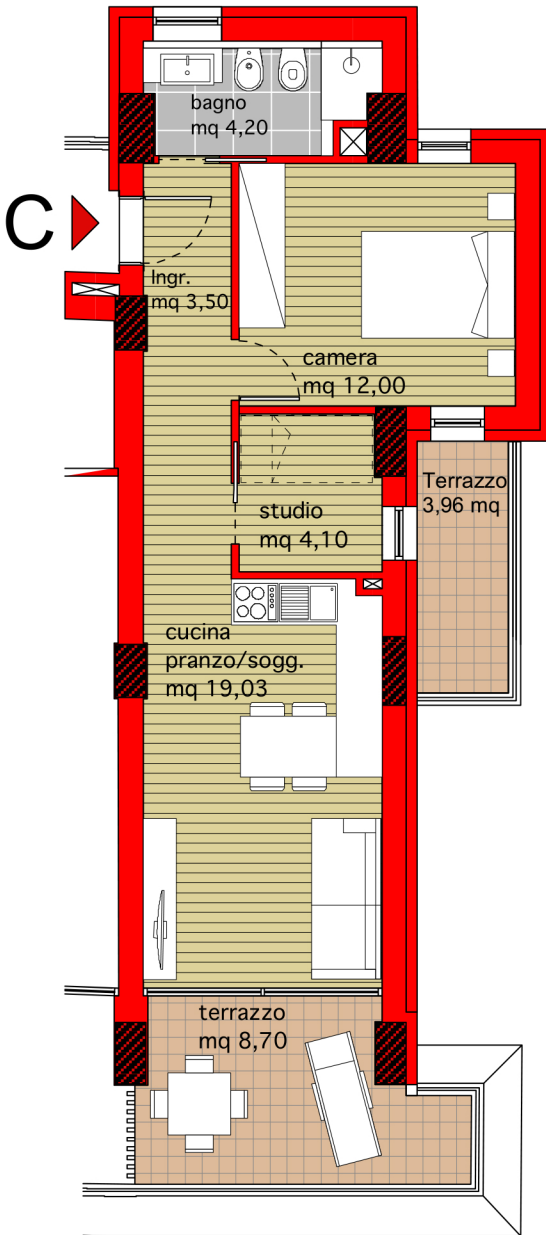 bagno
mq 4,20
C
Ingr.
mq 3,50
camera
mq 12,00
Terrazzo
3,96 mq
studio
mq 4,10
cucina
pranzo/sogg.
mq 19,03
terrazzo
mq 8,70